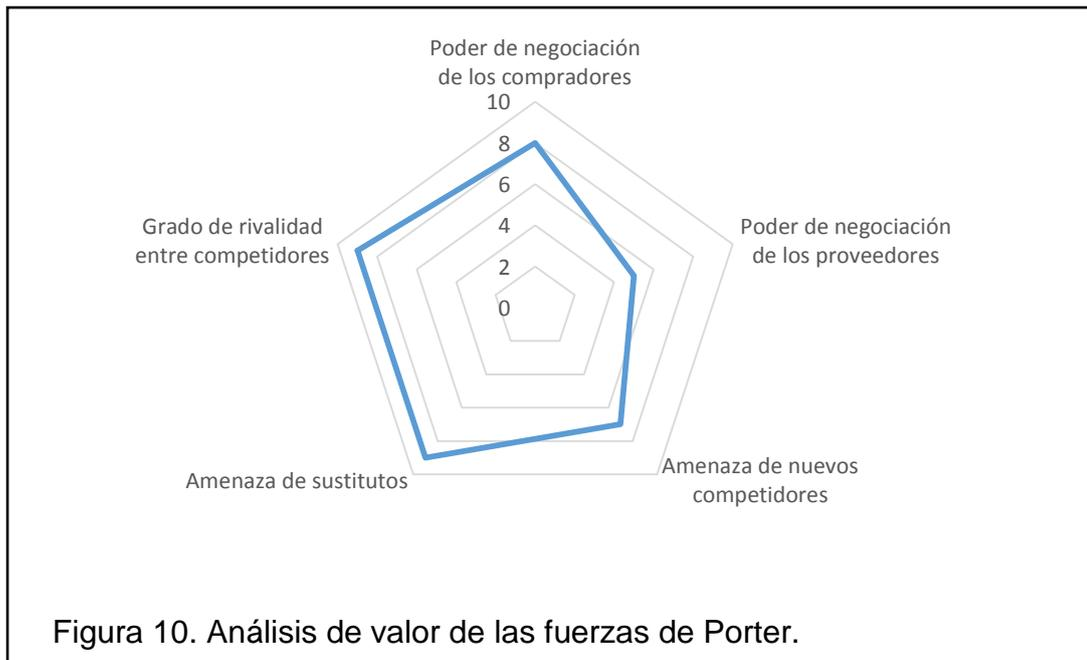 Poder de negociación
de los compradores
10
8
6
4
2
0
Poder de negociación
de los proveedores
Amenaza de nuevos
competidores
Amenaza de sustitutos
Grado de rivalidad
entre competidores
Figura 10. Análisis de valor de las fuerzas de Porter.